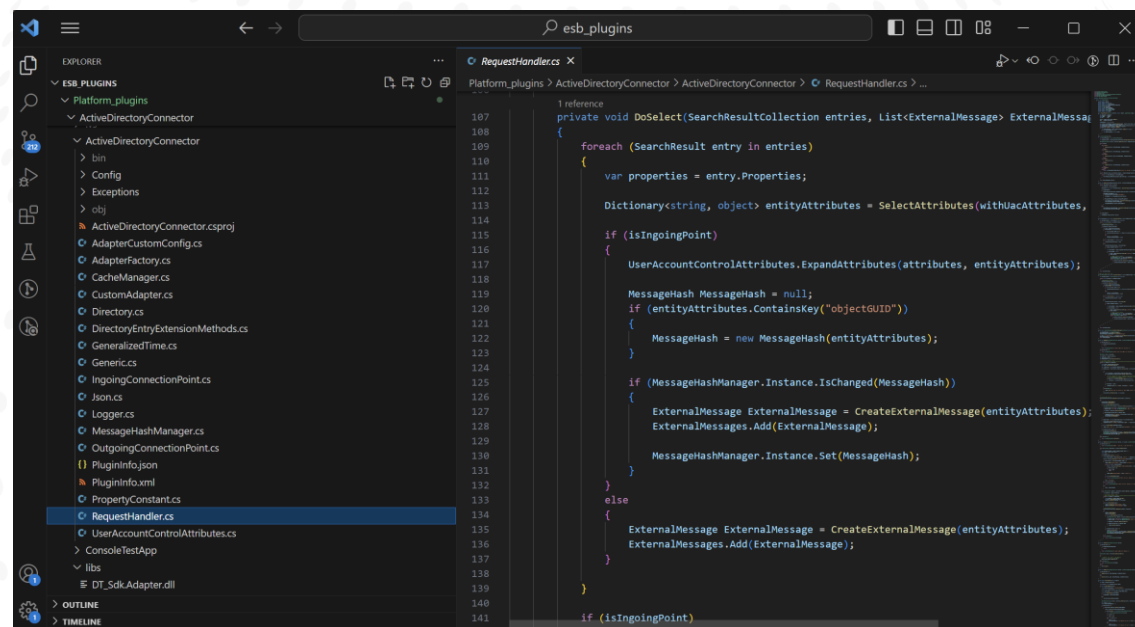 esb_plugins
EXPLORER
ESB_PLUGINS
Platform_plugins
ActiveDirectoryConnector
ActiveDirectoryConnector
bin
Config
Exceptions
obj
ActiveDirectoryConnector.csproj
AdapterCustomConfig.cs
AdapterFactory.cs
CacheManager.cs
CustomAdapter.cs
Directory.cs
DirectoryEntryExtensionMethods.cs
GeneralizedTime.cs
Generic.cs
IngoingConnectionPoint.cs
Json.cs
Logger.cs
MessageHashManager.cs
OutgoingConnectionPoint.cs
PluginInfo.json
PluginInfo.xml
PropertyConstant.cs
RequestHandler.cs
UserAccountControlAttributes.cs
ConsoleTestApp
libs
DT_Sdk.Adapter.dll
OUTLINE
TIMELINE
212
1
1
RequestHandler.cs
Platform_plugins > ActiveDirectoryConnector > ActiveDirectoryConnector > RequestHandler.cs > ...
1 reference
107 private void DoSelect(SearchResultCollection entries, List<ExternalMessage> ExternalMessag
108 {
109 foreach (SearchResult entry in entries)
110 {
111 var properties = entry.Properties;
112
113 Dictionary<string, object> entityAttributes = SelectAttributes(withUacAttributes,
114
115 if (isIngoingPoint)
116 {
117 UserAccountControlAttributes.ExpandAttributes(attributes, entityAttributes);
118
119 MessageHash MessageHash = null;
120 if (entityAttributes.ContainsKey("objectGUID"))
121 {
122 MessageHash = new MessageHash(entityAttributes);
123 }
124
125 if (MessageHashManager.Instance.IsChanged(MessageHash))
126 {
127 ExternalMessage ExternalMessage = CreateExternalMessage(entityAttributes);
128 ExternalMessages.Add(ExternalMessage);
129
130 MessageHashManager.Instance.Set(MessageHash);
131 }
132 }
133 else
134 {
135 ExternalMessage ExternalMessage = CreateExternalMessage(entityAttributes);
136 ExternalMessages.Add(ExternalMessage);
137 }
138
139 }
140
141 if (isIngoingPoint)